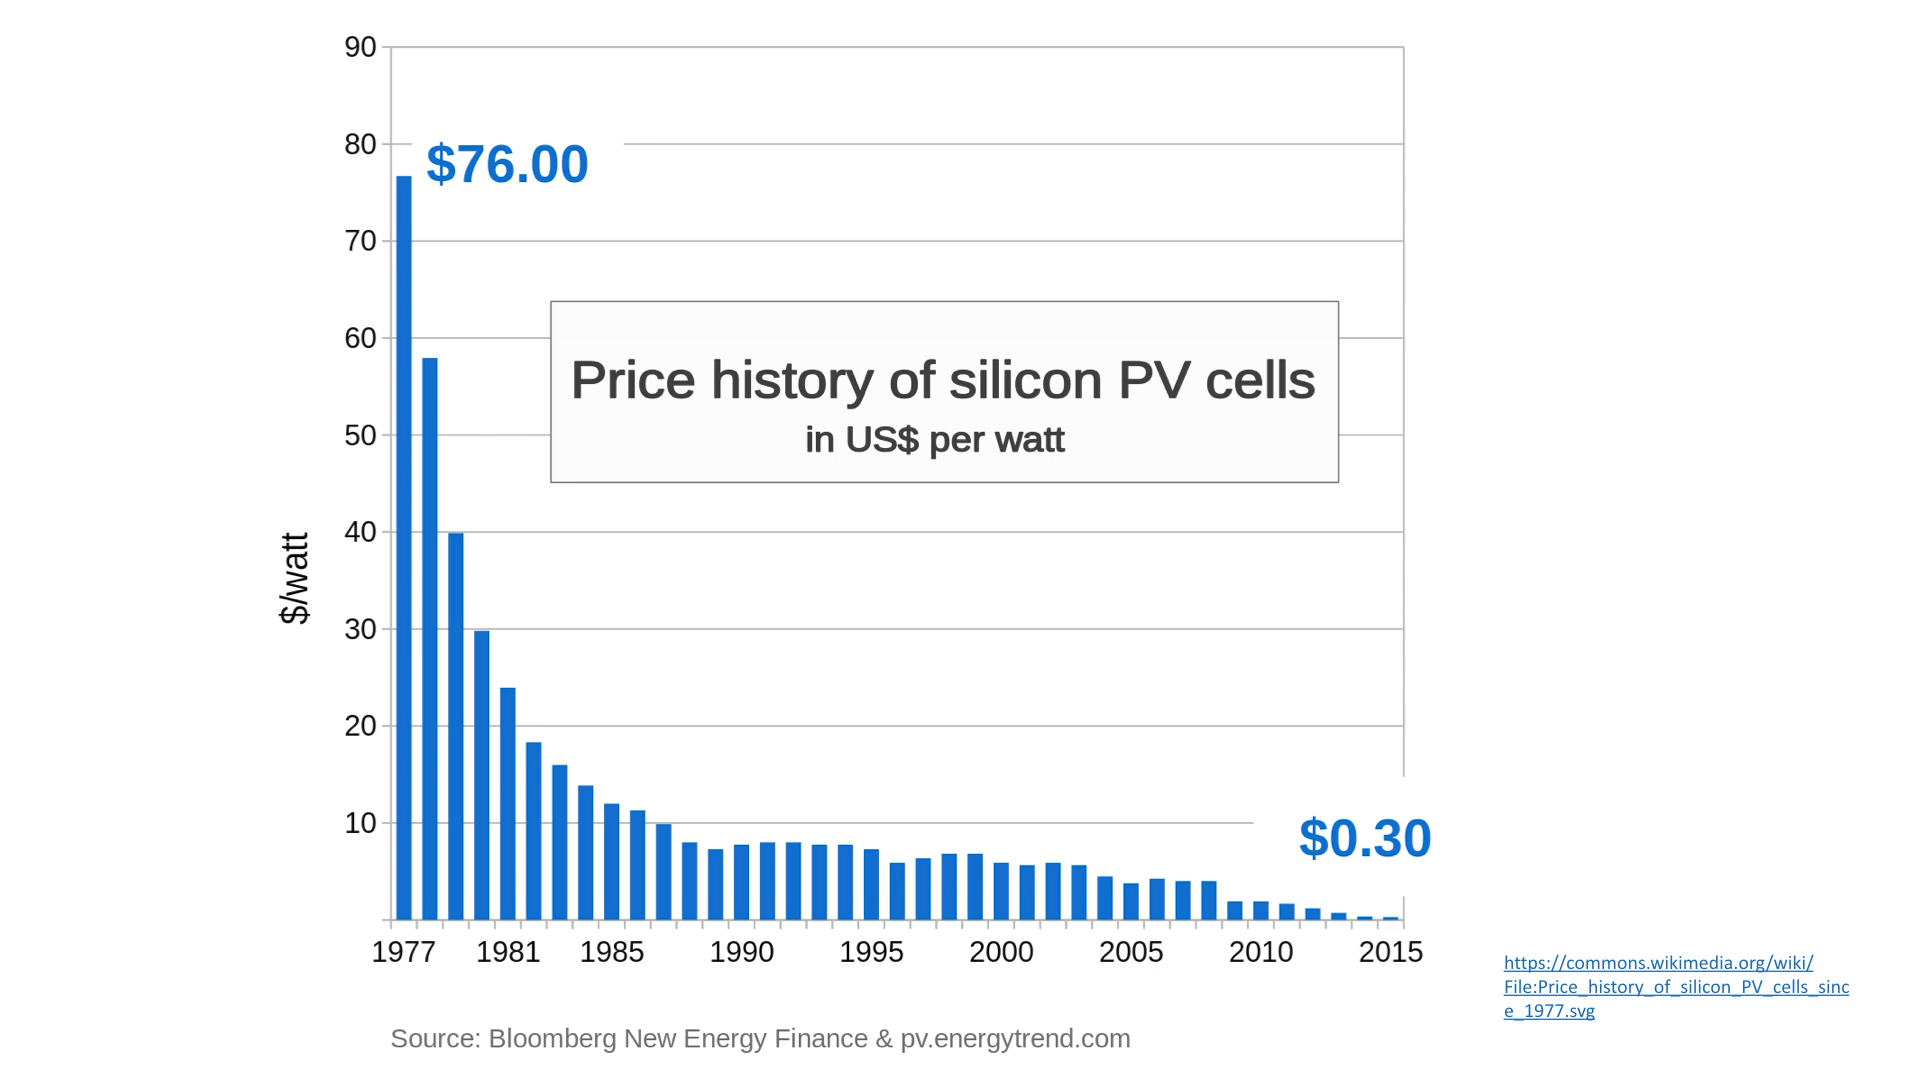 90
80
$76.00
70
60
Price history of silicon PV cells
in US$ per watt
50
40
$/watt
30
20
10
$0.30
1977 1981 1985 1990 1995 2000 2005 2010 2015
https://commons.wikimedia.org/wiki/
File:Price_history_of_silicon_PV_cells_sinc
e_1977.svg
Source: Bloomberg New Energy Finance & pv.energytrend.com